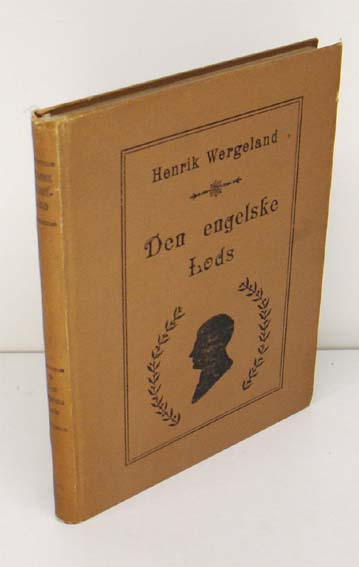 Henrik Wergeland
Den engelske
Lods